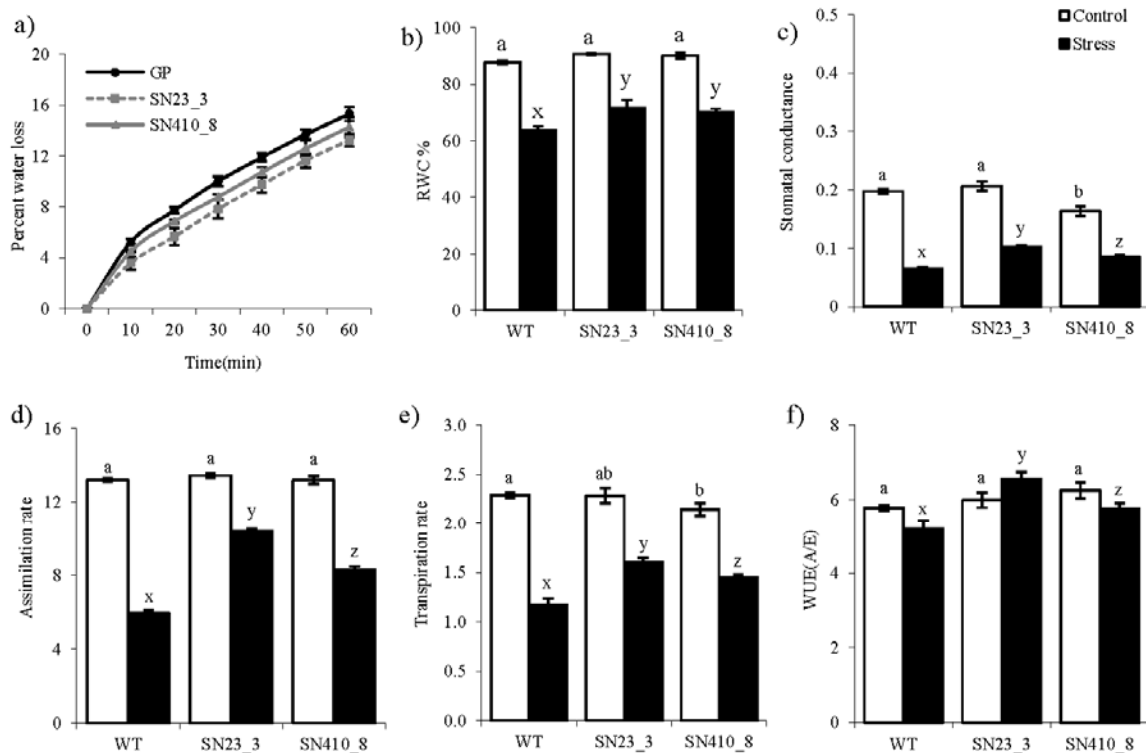 a)
20
16
12
8
4
0
Percent water loss
GP
SN23_3
SN410_8
0 10 20 30 40 50 60
Time(min)
b)
100
80
60
40
20
0
RWC %
a a a
x y y
WT SN23_3 SN410_8
c)
Control
Stress
0.5
0.4
0.3
0.2
0.1
0
Stomatal conductance
a a b
x y z
WT SN23_3 SN410_8
d)
16
12
8
4
0
Assimilation rate
a a a
x y z
WT SN23_3 SN410_8
e)
3.0
2.5
2.0
1.5
1.0
0.5
0.0
Transpiration rate
a ab b
x y z
WT SN23_3 SN410_8
f)
8
6
4
2
0
WUE(A/E)
a x a y a z
WT SN23_3 SN410_8